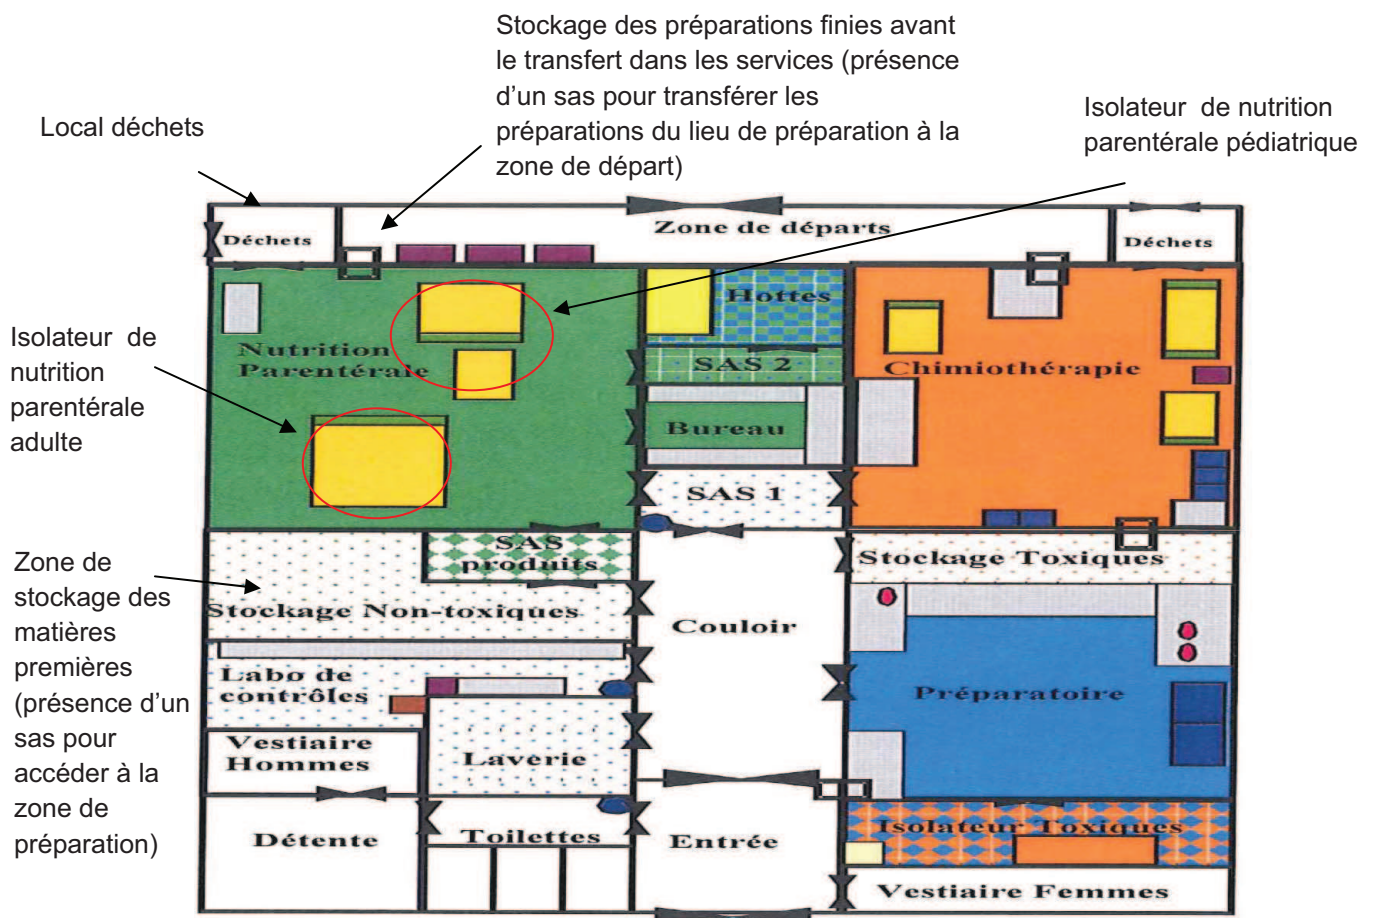 Stockage des préparations finies avant
le transfert dans les services (présence
d'un sas pour transférer les
préparations du lieu de préparation à la
zone de départ)
Isolateur de nutrition
parentérale pédiatrique
Local déchets
Déchets
Zone de départs
Déchets
Isolateur de
nutrition
parentérale
adulte
Nutrition
Parentérale
Hottes
SAS 2
Bureau
SAS 1
Chimiothérapie
Zone de
stockage des
matières
premières
(présence d'un
sas pour
accéder à la
zone de
préparation)
SAS
produits
Stockage Non-toxiques
Labo de
contrôles
Vestiaire
Hommes
Laverie
Détente
Toilettes
Couloir
Entrée
Stockage Toxiques
Préparatoire
Isolateur Toxiques
Vestiaire Femmes